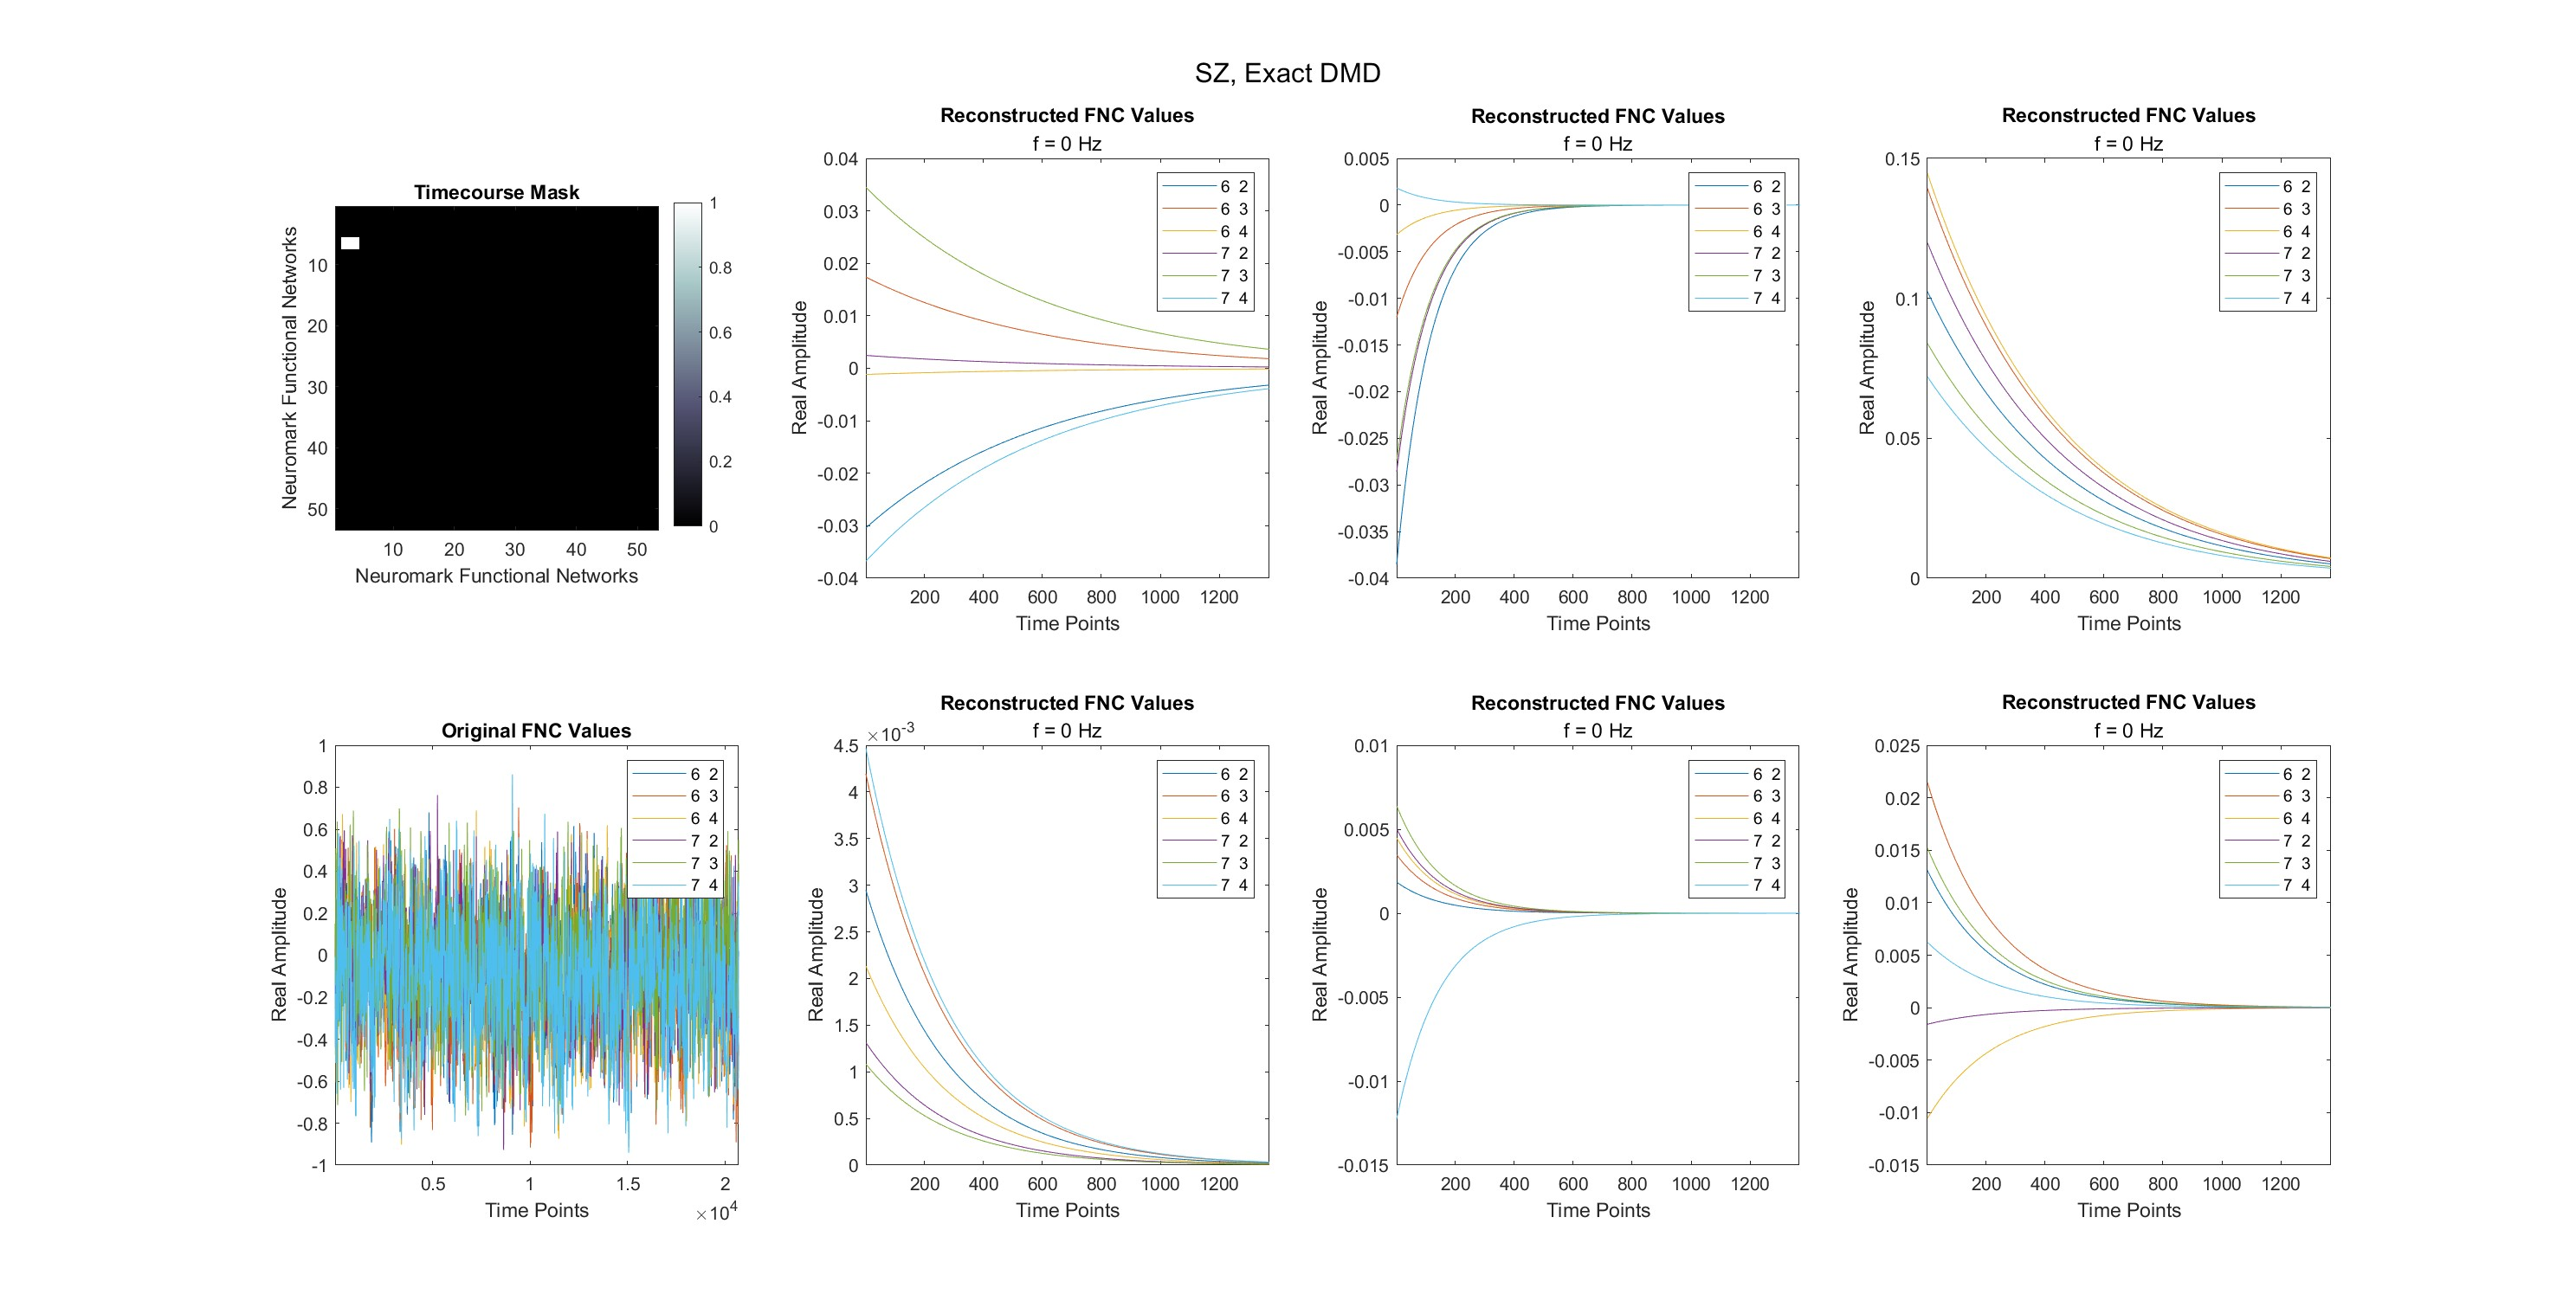 SZ, Exact DMD
Timecourse Mask
Neuromark Functional Networks
10
20
30
40
50
10 20 30 40 50
Neuromark Functional Networks
1
0.8
0.6
0.4
0.2
0
Reconstructed FNC Values
f = 0 Hz
Real Amplitude
0.04
0.03
0.02
0.01
0
-0.01
-0.02
-0.03
-0.04
200 400 600 800 1000 1200
Time Points
6 2
6 3
6 4
7 2
7 3
7 4
Reconstructed FNC Values
f = 0 Hz
Real Amplitude
0.005
0
-0.005
-0.01
-0.015
-0.02
-0.025
-0.03
-0.035
-0.04
200 400 600 800 1000 1200
Time Points
6 2
6 3
6 4
7 2
7 3
7 4
Reconstructed FNC Values
f = 0 Hz
Real Amplitude
0.15
0.1
0.05
0
200 400 600 800 1000 1200
Time Points
6 2
6 3
6 4
7 2
7 3
7 4
Original FNC Values
Real Amplitude
1
0.8
0.6
0.4
0.2
0
-0.2
-0.4
-0.6
-0.8
-1
0.5 1 1.5 2
Time Points
×10^4
6 2
6 3
6 4
7 2
7 3
7 4
Reconstructed FNC Values
f = 0 Hz
×10^-3
Real Amplitude
4.5
4
3.5
3
2.5
2
1.5
1
0.5
0
200 400 600 800 1000 1200
Time Points
6 2
6 3
6 4
7 2
7 3
7 4
Reconstructed FNC Values
f = 0 Hz
Real Amplitude
0.01
0.005
0
-0.005
-0.01
-0.015
200 400 600 800 1000 1200
Time Points
6 2
6 3
6 4
7 2
7 3
7 4
Reconstructed FNC Values
f = 0 Hz
Real Amplitude
0.025
0.02
0.015
0.01
0.005
0
-0.005
-0.01
-0.015
200 400 600 800 1000 1200
Time Points
6 2
6 3
6 4
7 2
7 3
7 4